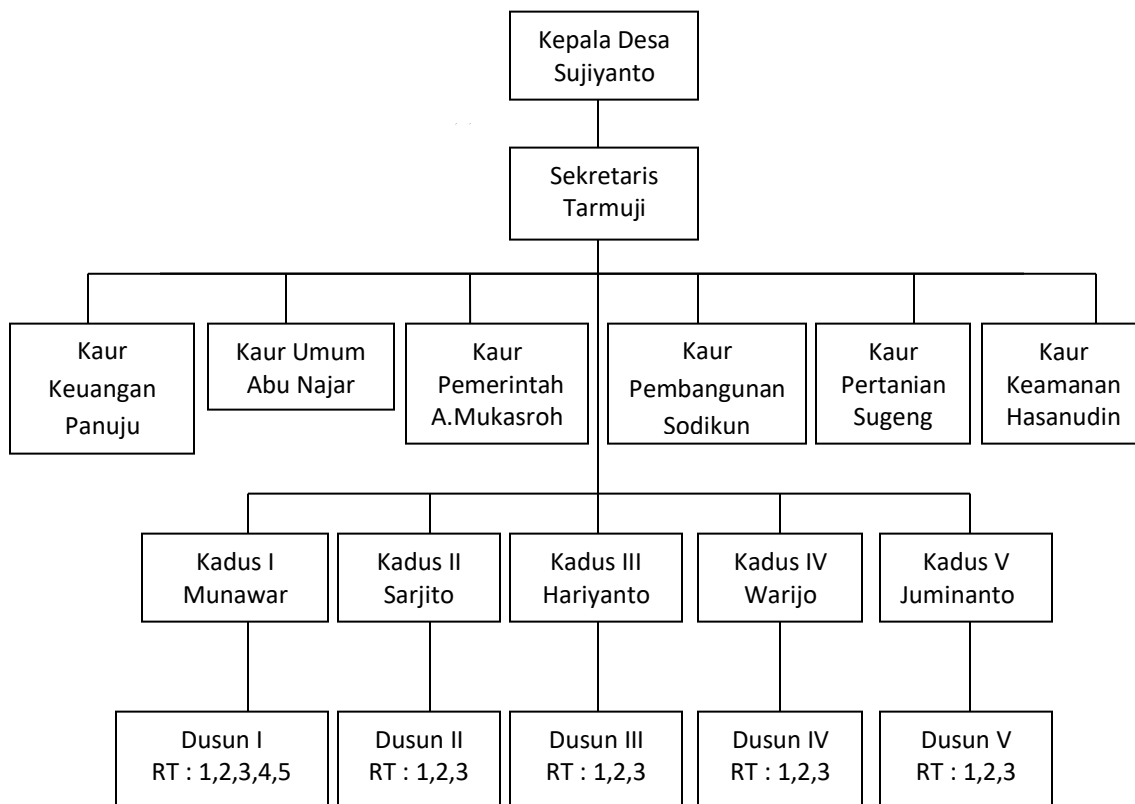 Kepala Desa
Sujiyanto
Sekretaris
Tarmuji
Kaur
Keuangan
Panuju
Kaur Umum
Abu Najar
Kaur
Pemerintah
A.Mukasroh
Kaur
Pembangunan
Sodikun
Kaur
Pertanian
Sugeng
Kaur
Keamanan
Hasanudin
Kadus I
Munawar
Kadus II
Sarjito
Kadus III
Hariyanto
Kadus IV
Warijo
Kadus V
Juminanto
Dusun I
RT : 1,2,3,4,5
Dusun II
RT : 1,2,3
Dusun III
RT : 1,2,3
Dusun IV
RT : 1,2,3
Dusun V
RT : 1,2,3